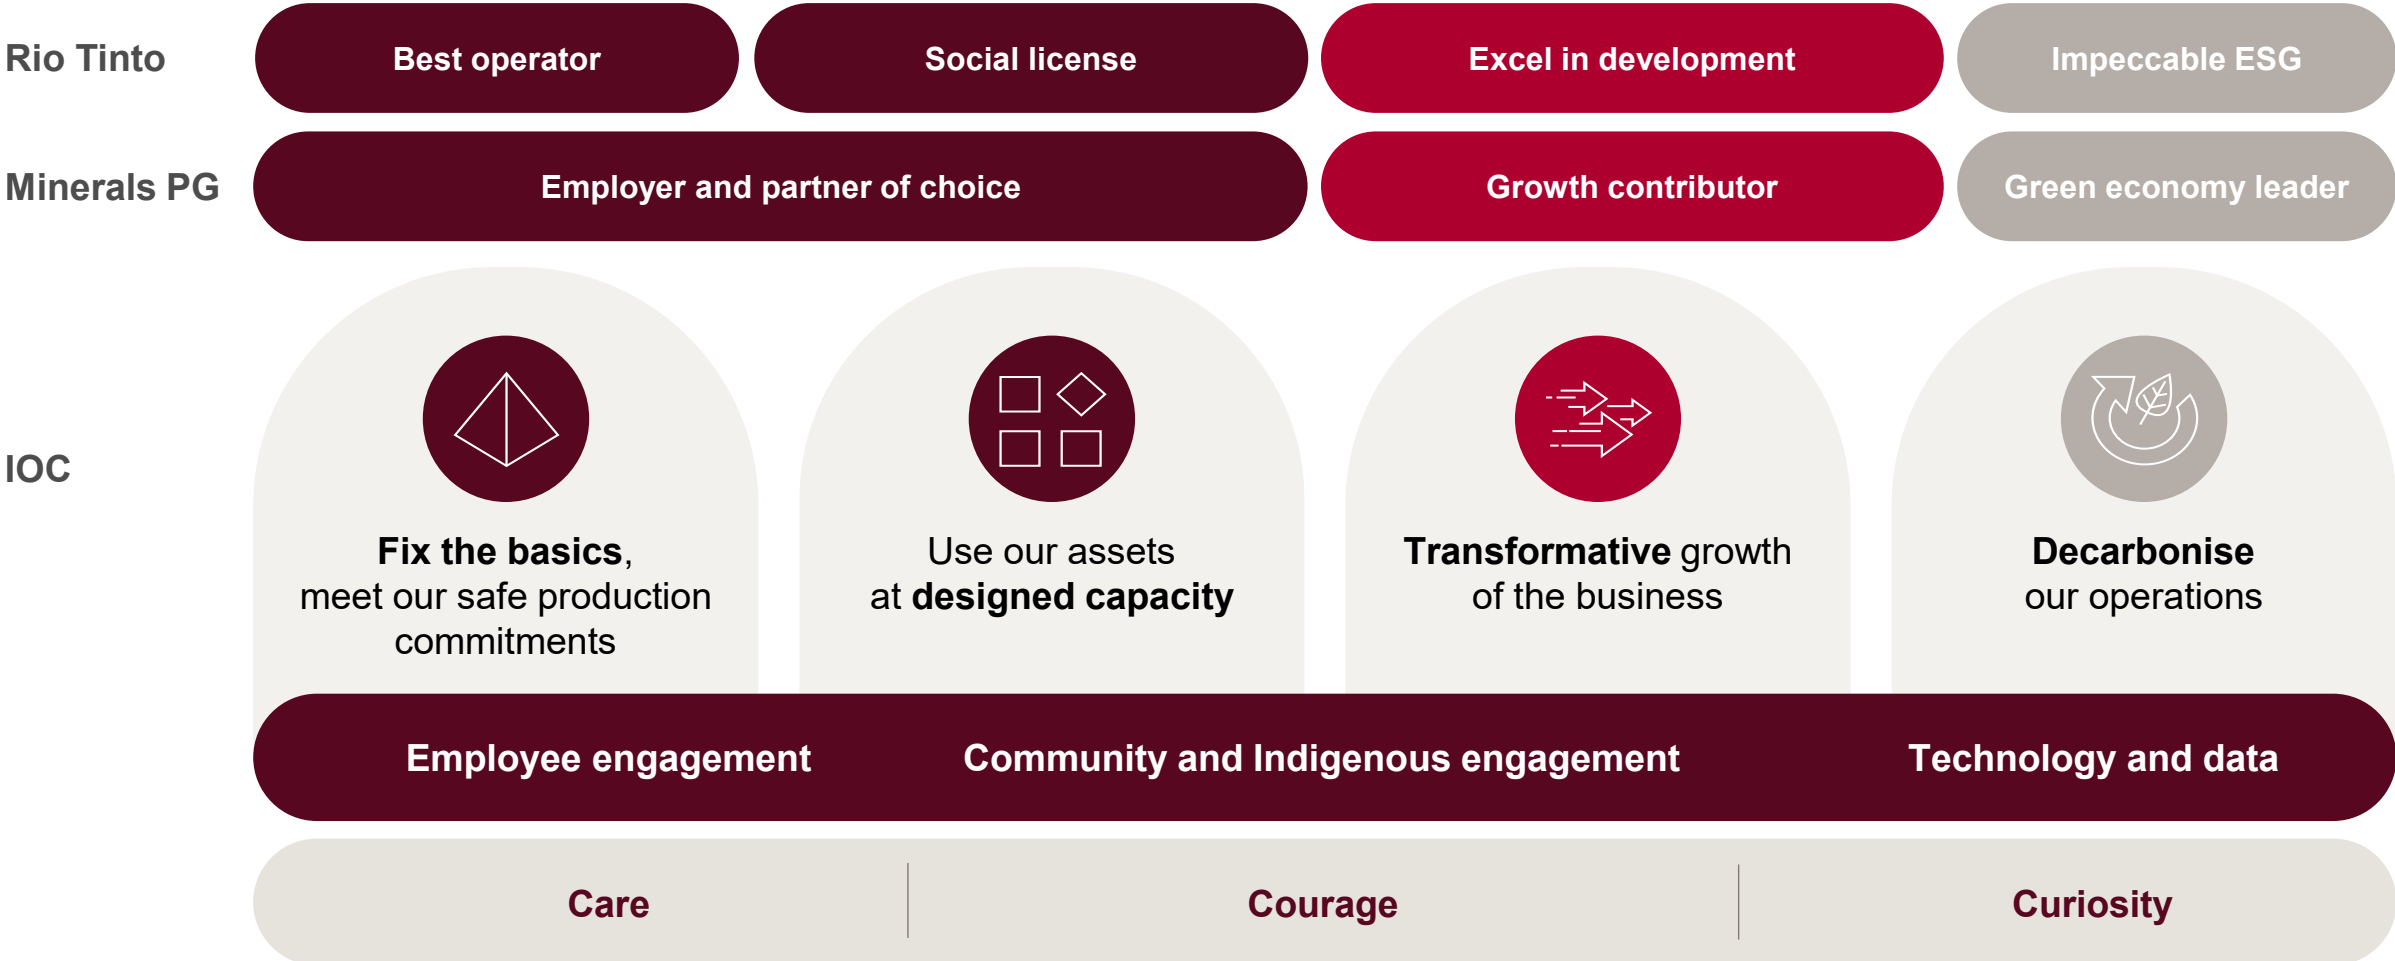 Rio Tinto
Best operator
Social license
Excel in development
Impeccable ESG
Minerals PG
Employer and partner of choice
Growth contributor
Green economy leader
IOC
Fix the basics,
meet our safe production
commitments
Use our assets
at designed capacity
Transformative growth
of the business
Decarbonise
our operations
Employee engagement
Community and Indigenous engagement
Technology and data
Care
Courage
Curiosity